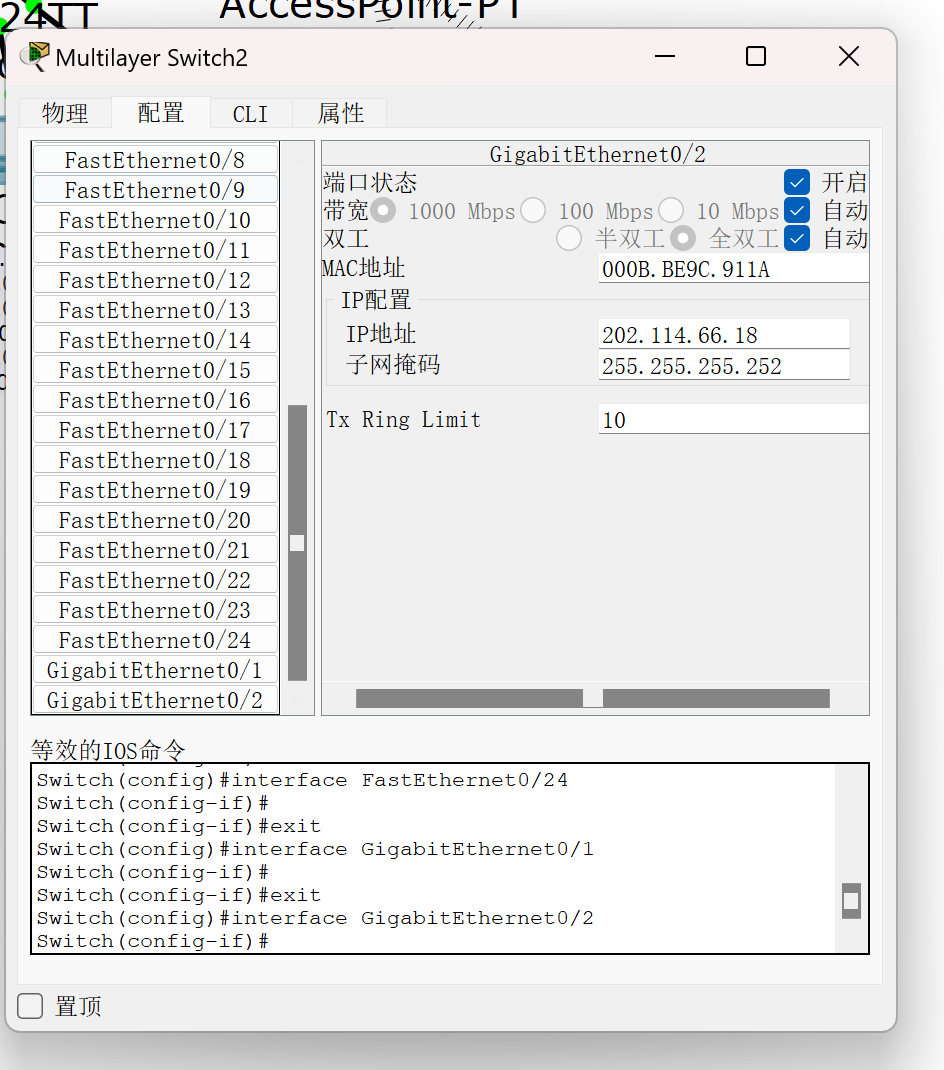 24TT
AccessPoint-PT
Multilayer Switch2
物理 配置 CLI 属性
FastEthernet0/8
FastEthernet0/9
FastEthernet0/10
FastEthernet0/11
FastEthernet0/12
FastEthernet0/13
FastEthernet0/14
FastEthernet0/15
FastEthernet0/16
FastEthernet0/17
FastEthernet0/18
FastEthernet0/19
FastEthernet0/20
FastEthernet0/21
FastEthernet0/22
FastEthernet0/23
FastEthernet0/24
GigabitEthernet0/1
GigabitEthernet0/2
GigabitEthernet0/2
端口状态 开启
带宽 1000 Mbps 100 Mbps 10 Mbps 自动
双工 半双工 全双工 自动
MAC地址 000B.BE9C.911A
IP配置
IP地址 202.114.66.18
子网掩码 255.255.255.252
Tx Ring Limit 10
等效的IOS命令
Switch(config)#interface FastEthernet0/24
Switch(config-if)#
Switch(config-if)#exit
Switch(config)#interface GigabitEthernet0/1
Switch(config-if)#
Switch(config-if)#exit
Switch(config)#interface GigabitEthernet0/2
Switch(config-if)#
置顶